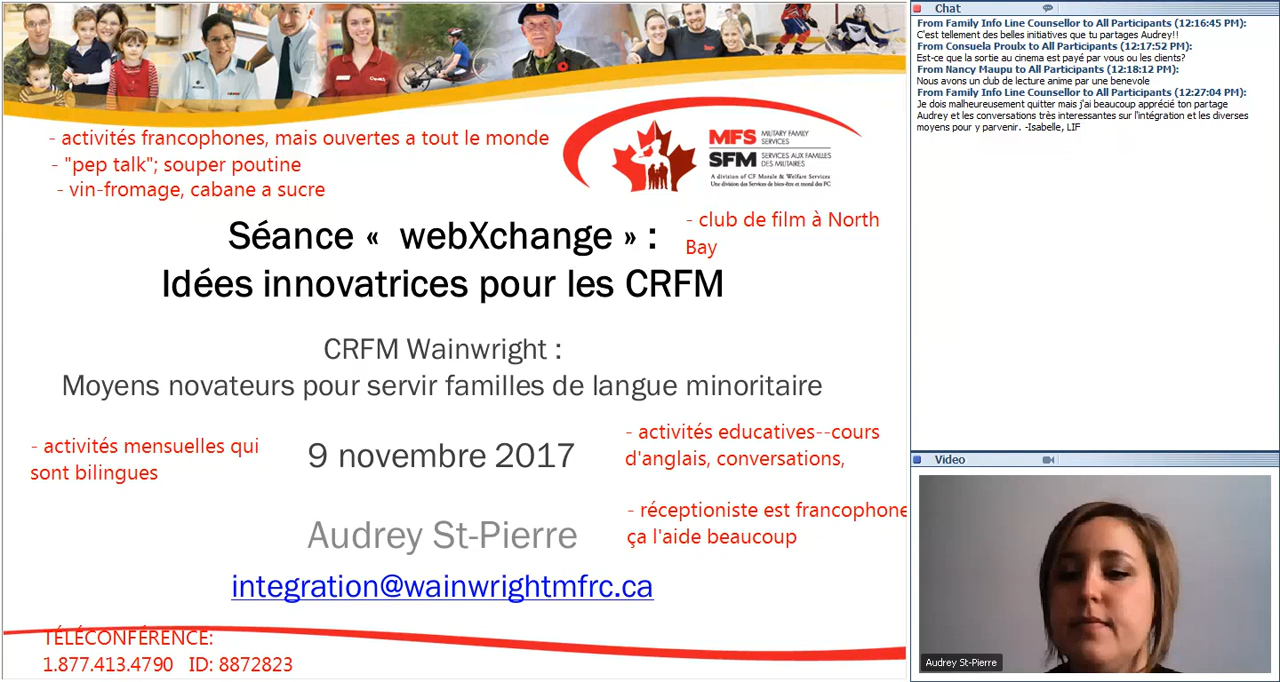 - activités francophones, mais ouvertes a tout le monde
- "pep talk"; souper poutine
- vin-fromage, cabane a sucre
MFS MILITARY FAMILY SERVICES
SFM SERVICES AUX FAMILLES DES MILITAIRES
A division of CF Morale & Welfare Services
Une division des Services de bien-être et moral des FC
- club de film à North
Bay
Séance « webXchange » :
Idées innovatrices pour les CRFM
CRFM Wainwright :
Moyens novateurs pour servir familles de langue minoritaire
- activités mensuelles qui
sont bilingues
9 novembre 2017
- activités educatives--cours
d'anglais, conversations,
- réceptioniste est francophone
ça l'aide beaucoup
Audrey St-Pierre
integration@wainwrightmfrc.ca
TÉLÉCONFÉRENCE:
1.877.413.4790 ID: 8872823
Chat
From Family Info Line Counsellor to All Participants (12:16:45 PM):
C'est tellement des belles initiatives que tu partages Audrey!!
From Consuela Proulx to All Participants (12:17:52 PM):
Est-ce que la sortie au cinema est payé par vous ou les clients?
From Nancy Maupu to All Participants (12:18:12 PM):
Nous avons un club de lecture anime par une benevole
From Family Info Line Counsellor to All Participants (12:27:04 PM):
Je dois malheureusement quitter mais j'ai beaucoup apprécié ton partage
Audrey et les conversations très interessantes sur l'intégration et les diverses
moyens pour y parvenir. -Isabelle, LIF
Video
Audrey St-Pierre